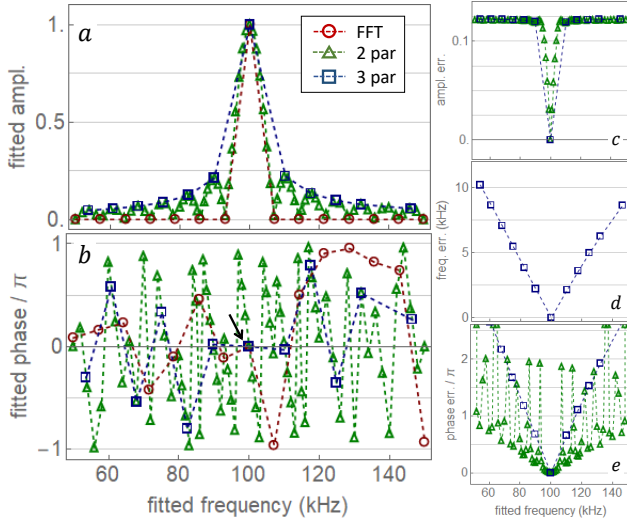 a
FFT
2 par
3 par
fitted ampl.
1
0.5
0.
b
fitted phase / π
1
0
−1
60 80 100 120 140
fitted frequency (kHz)
ampl. err.
0.1
0.
c
freq. err. (kHz)
10
5
0
d
phase err. / π
2
1
0
e
60 80 100 120 140
fitted frequency (kHz)